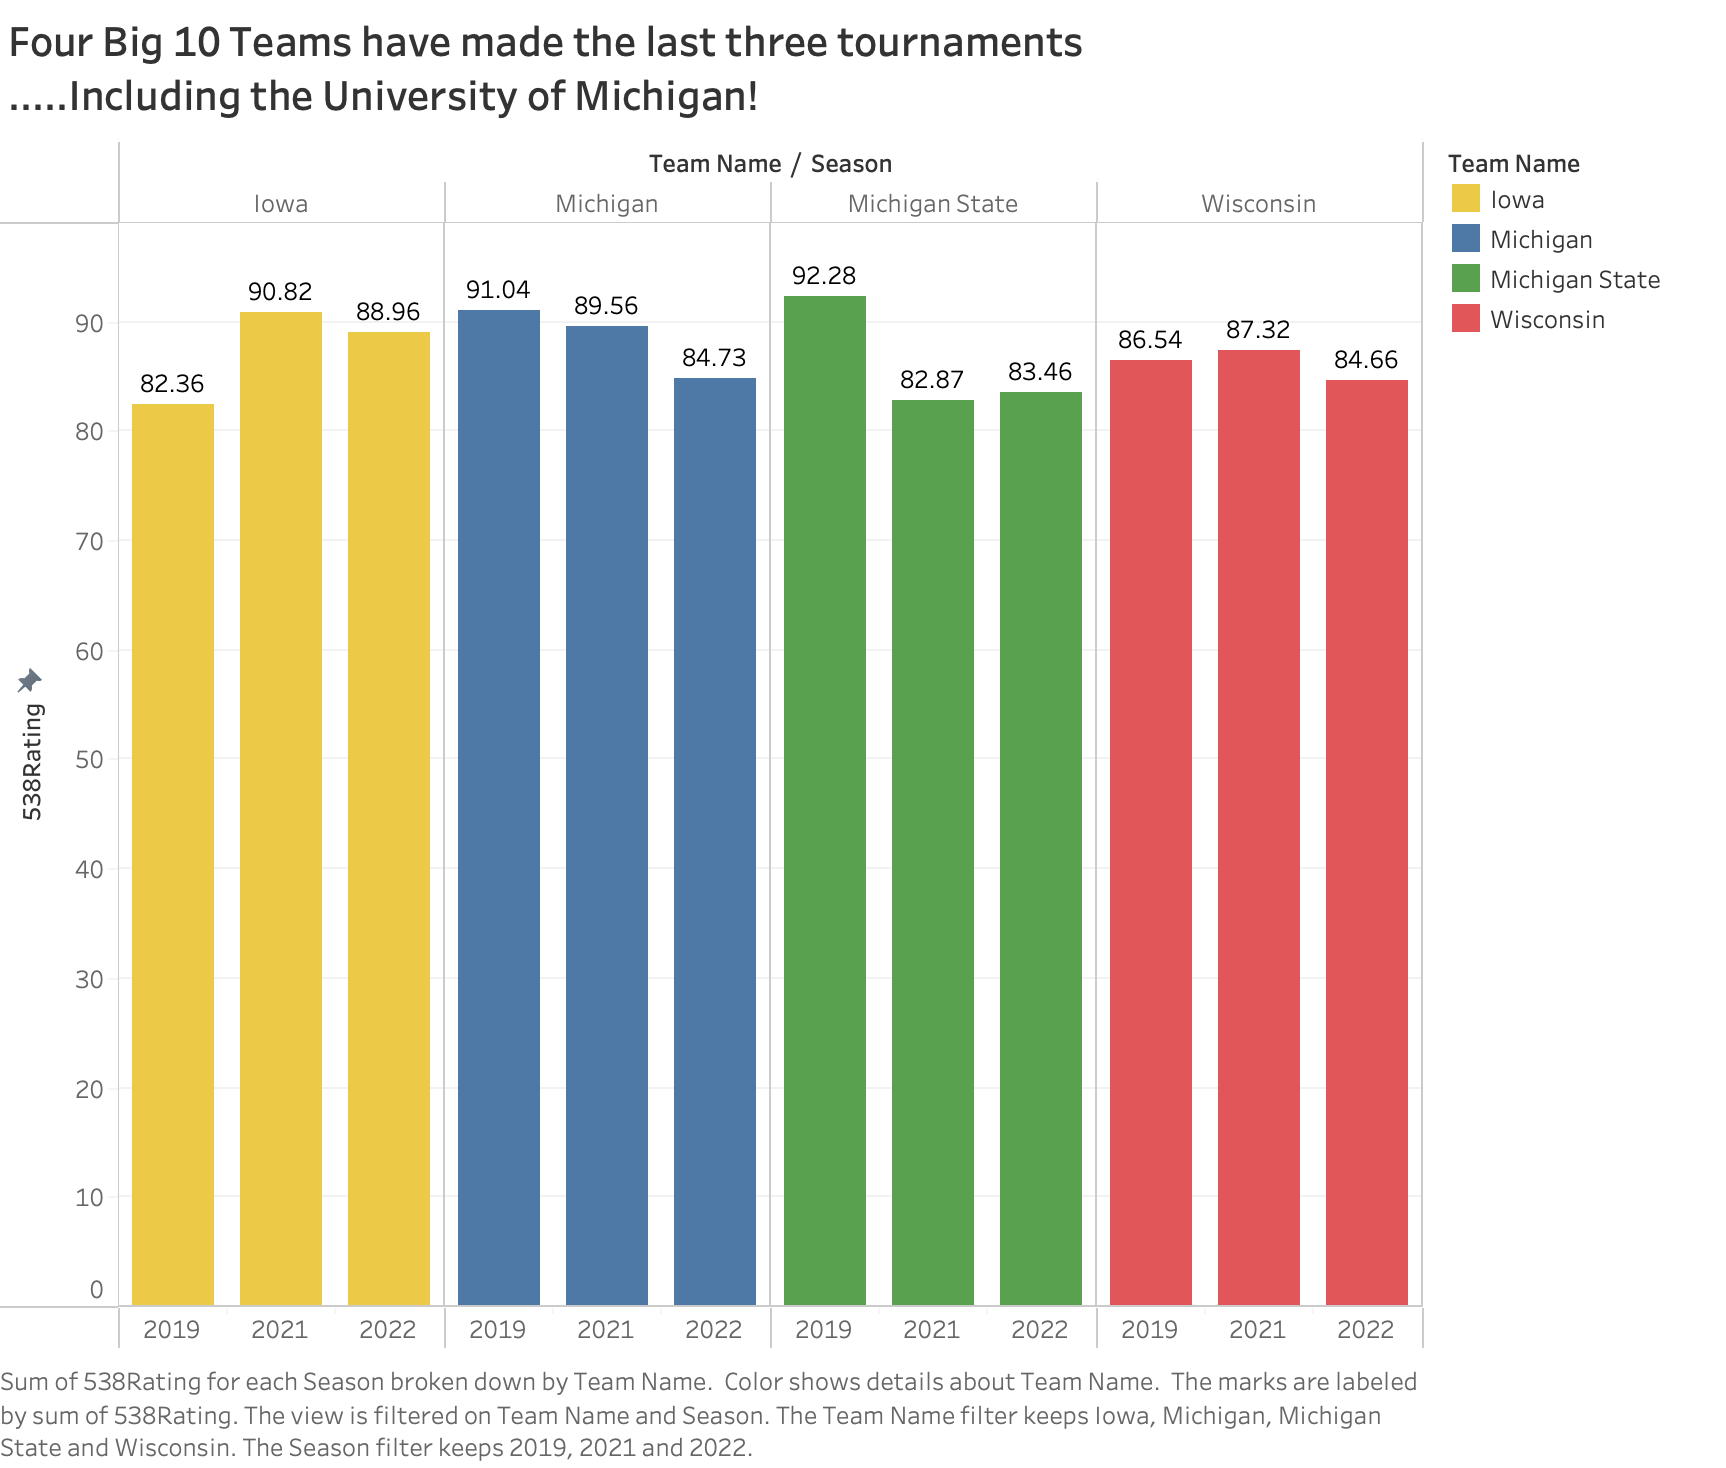 Four Big 10 Teams have made the last three tournaments
.....Including the University of Michigan!
Team Name / Season
Iowa Michigan Michigan State Wisconsin
Team Name
Iowa
Michigan
Michigan State
Wisconsin
538Rating
90
80
70
60
50
40
30
20
10
0
82.36 90.82 88.96 91.04 89.56 84.73 92.28 82.87 83.46 86.54 87.32 84.66
2019 2021 2022 2019 2021 2022 2019 2021 2022 2019 2021 2022
Sum of 538Rating for each Season broken down by Team Name.  Color shows details about Team Name.  The marks are labeled
by sum of 538Rating. The view is filtered on Team Name and Season. The Team Name filter keeps Iowa, Michigan, Michigan
State and Wisconsin. The Season filter keeps 2019, 2021 and 2022.